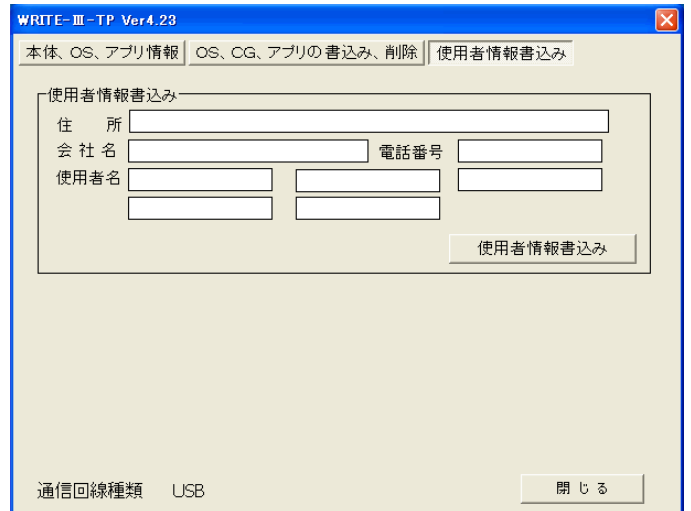 WRITE-Ⅲ-TP Ver4.23
本体、OS、アプリ情報 OS、CG、アプリの書込み、削除 使用者情報書込み
使用者情報書込み
住 所
会 社 名 電話番号
使用者名
使用者情報書込み
通信回線種類 USB 閉 じ る